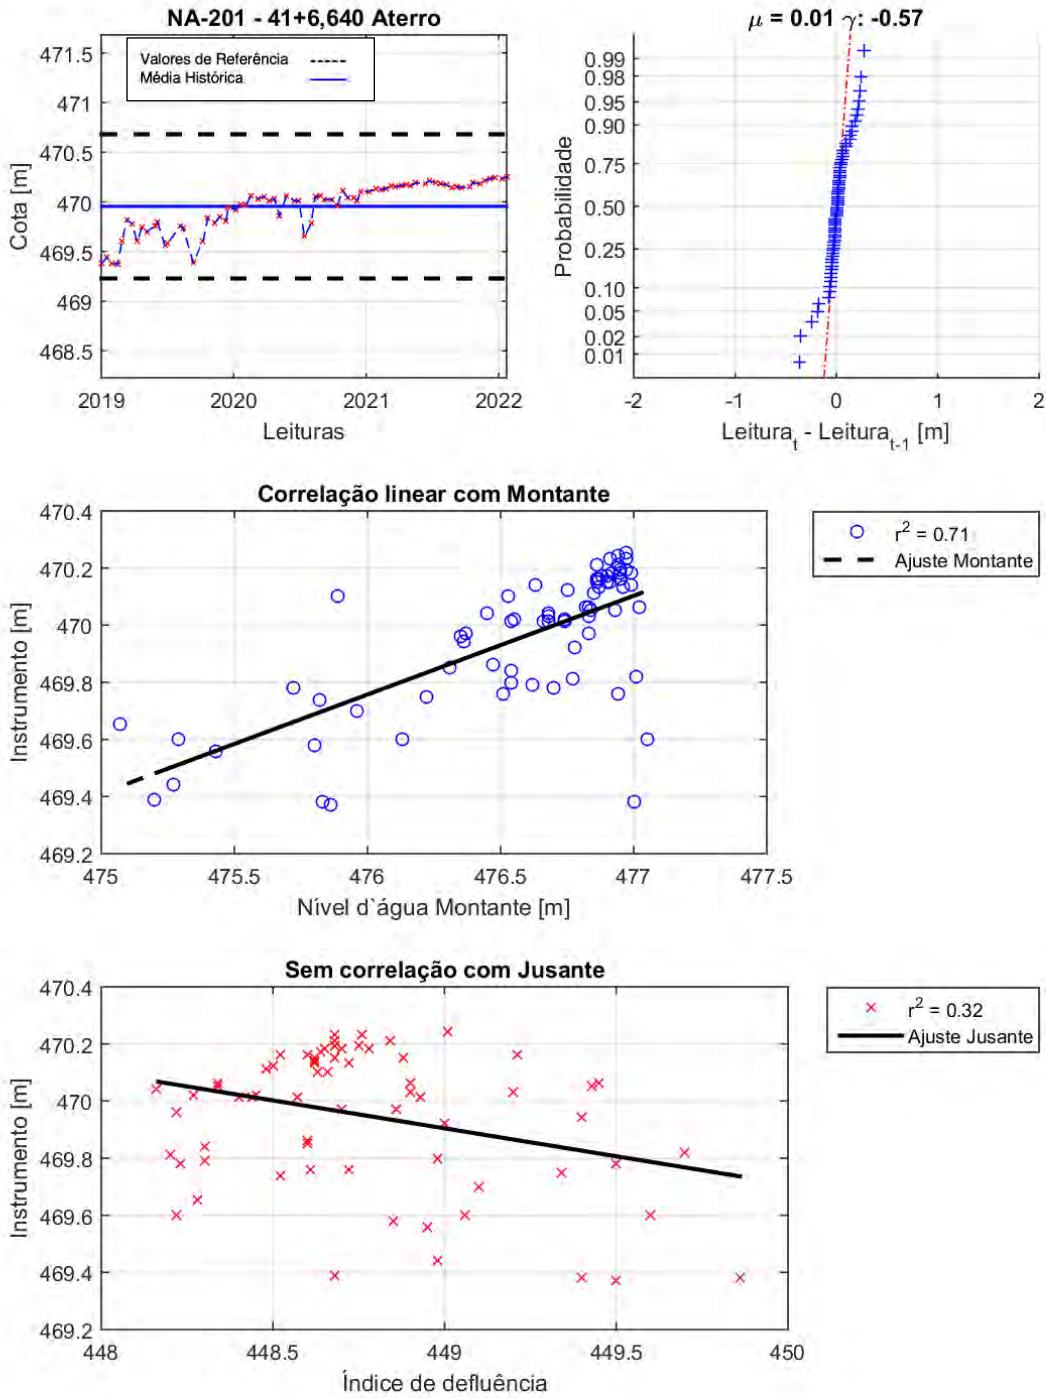 NA-201 - 41+6,640 Aterro
Valores de Referência
Média Histórica
471.5
471
470.5
470
469.5
469
468.5
Cota [m]
2019 2020 2021 2022
Leituras
μ = 0.01 γ: -0.57
0.99
0.98
0.95
0.90
0.75
0.50
0.25
0.10
0.05
0.02
0.01
Probabilidade
-2 -1 0 1 2
Leitura_t - Leitura_t-1 [m]
Correlação linear com Montante
470.4
470.2
470
469.8
469.6
469.4
469.2
Instrumento [m]
475 475.5 476 476.5 477 477.5
Nível d`água Montante [m]
r² = 0.71
Ajuste Montante
Sem correlação com Jusante
470.4
470.2
470
469.8
469.6
469.4
469.2
Instrumento [m]
448 448.5 449 449.5 450
Índice de defluência
r² = 0.32
Ajuste Jusante